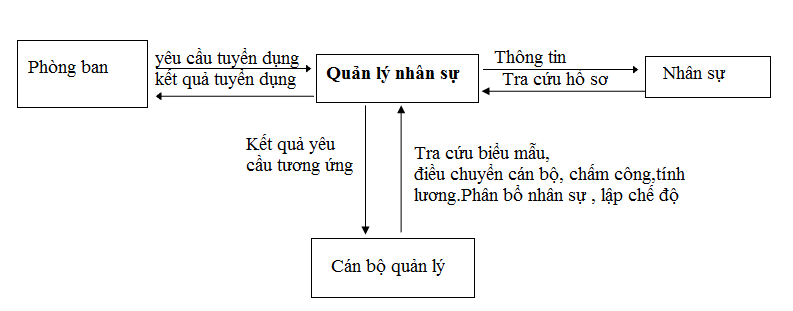 Phòng ban
yêu cầu tuyển dụng
kết quả tuyển dụng
Quản lý nhân sự
Thông tin
Tra cứu hồ sơ
Nhân sự
Kết quả yêu
cầu tương ứng
Tra cứu biểu mẫu,
điều chuyển cán bộ, chấm công,tính
lương.Phân bổ nhân sự , lập chế độ
Cán bộ quản lý